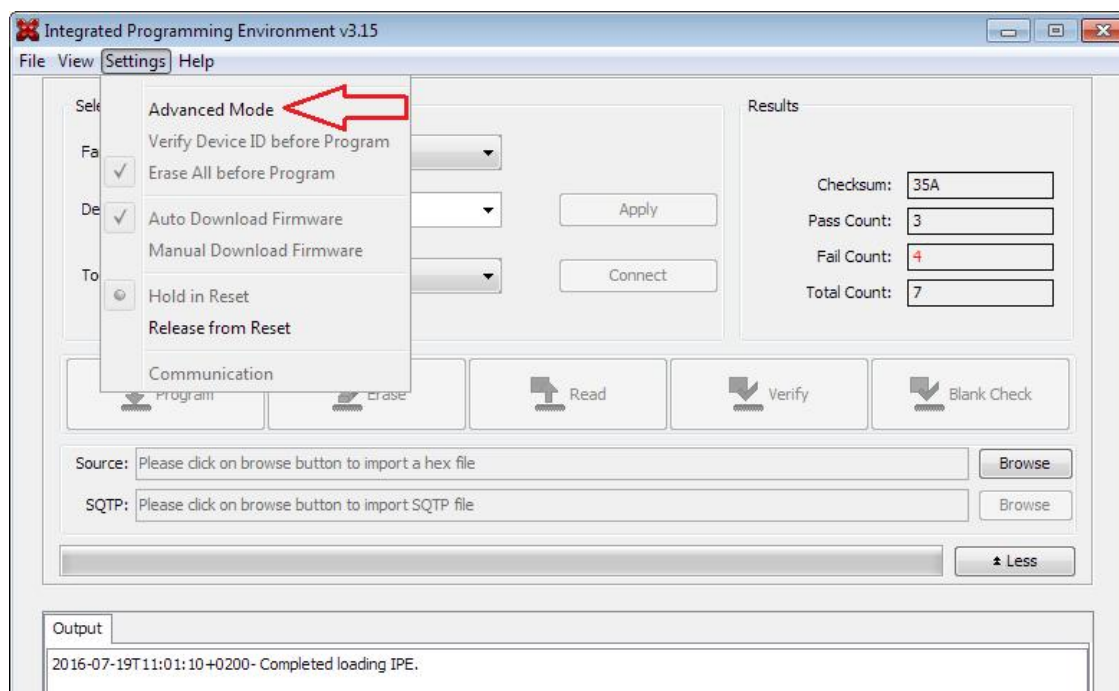 Integrated Programming Environment v3.15
File View Settings Help
Advanced Mode
Verify Device ID before Program
Erase All before Program
Auto Download Firmware
Manual Download Firmware
Hold in Reset
Release from Reset
Communication
Sele
Fa
De
To
Apply
Connect
Results
Checksum: 35A
Pass Count: 3
Fail Count: 4
Total Count: 7
Program Erase Read Verify Blank Check
Source: Please click on browse button to import a hex file Browse
SQTP: Please click on browse button to import SQTP file Browse
Less
Output
2016-07-19T11:01:10+0200- Completed loading IPE.